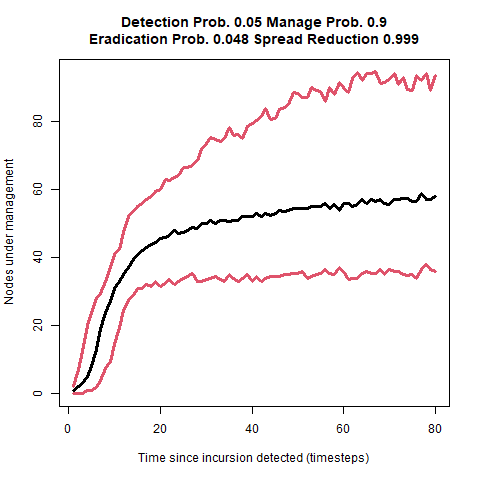 Detection Prob. 0.05 Manage Prob. 0.9
Eradication Prob. 0.048 Spread Reduction 0.999
Nodes under management
80
60
40
20
0
0 20 40 60 80
Time since incursion detected (timesteps)